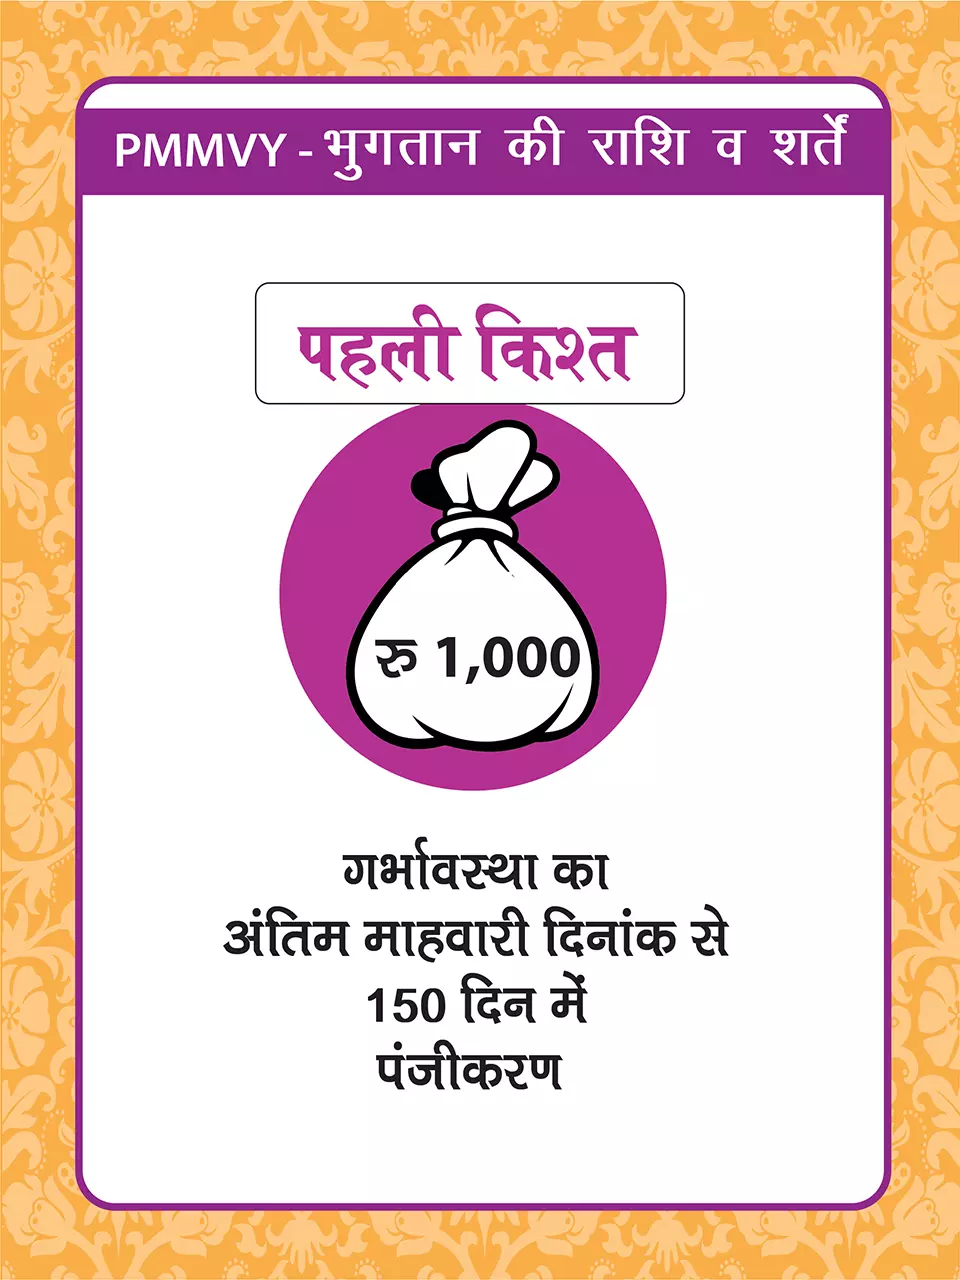 PMMVY - भुगतान की राशि व शर्तें
पहली किश्त
रु 1,000
गर्भावस्था का
अंतिम माहवारी दिनांक से
150 दिन में
पंजीकरण